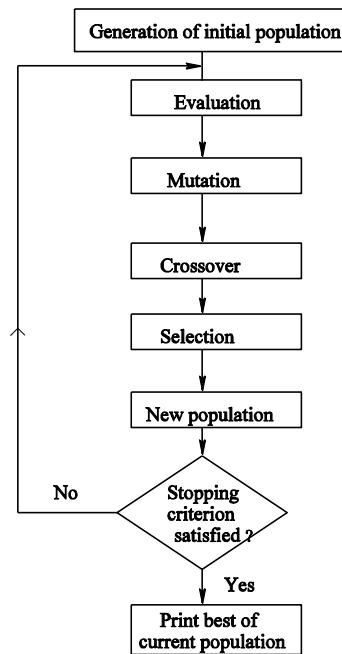 Generation of initial population
Evaluation
Mutation
Crossover
Selection
New population
No
Stopping
criterion
satisfied ?
Yes
Print best of
current population